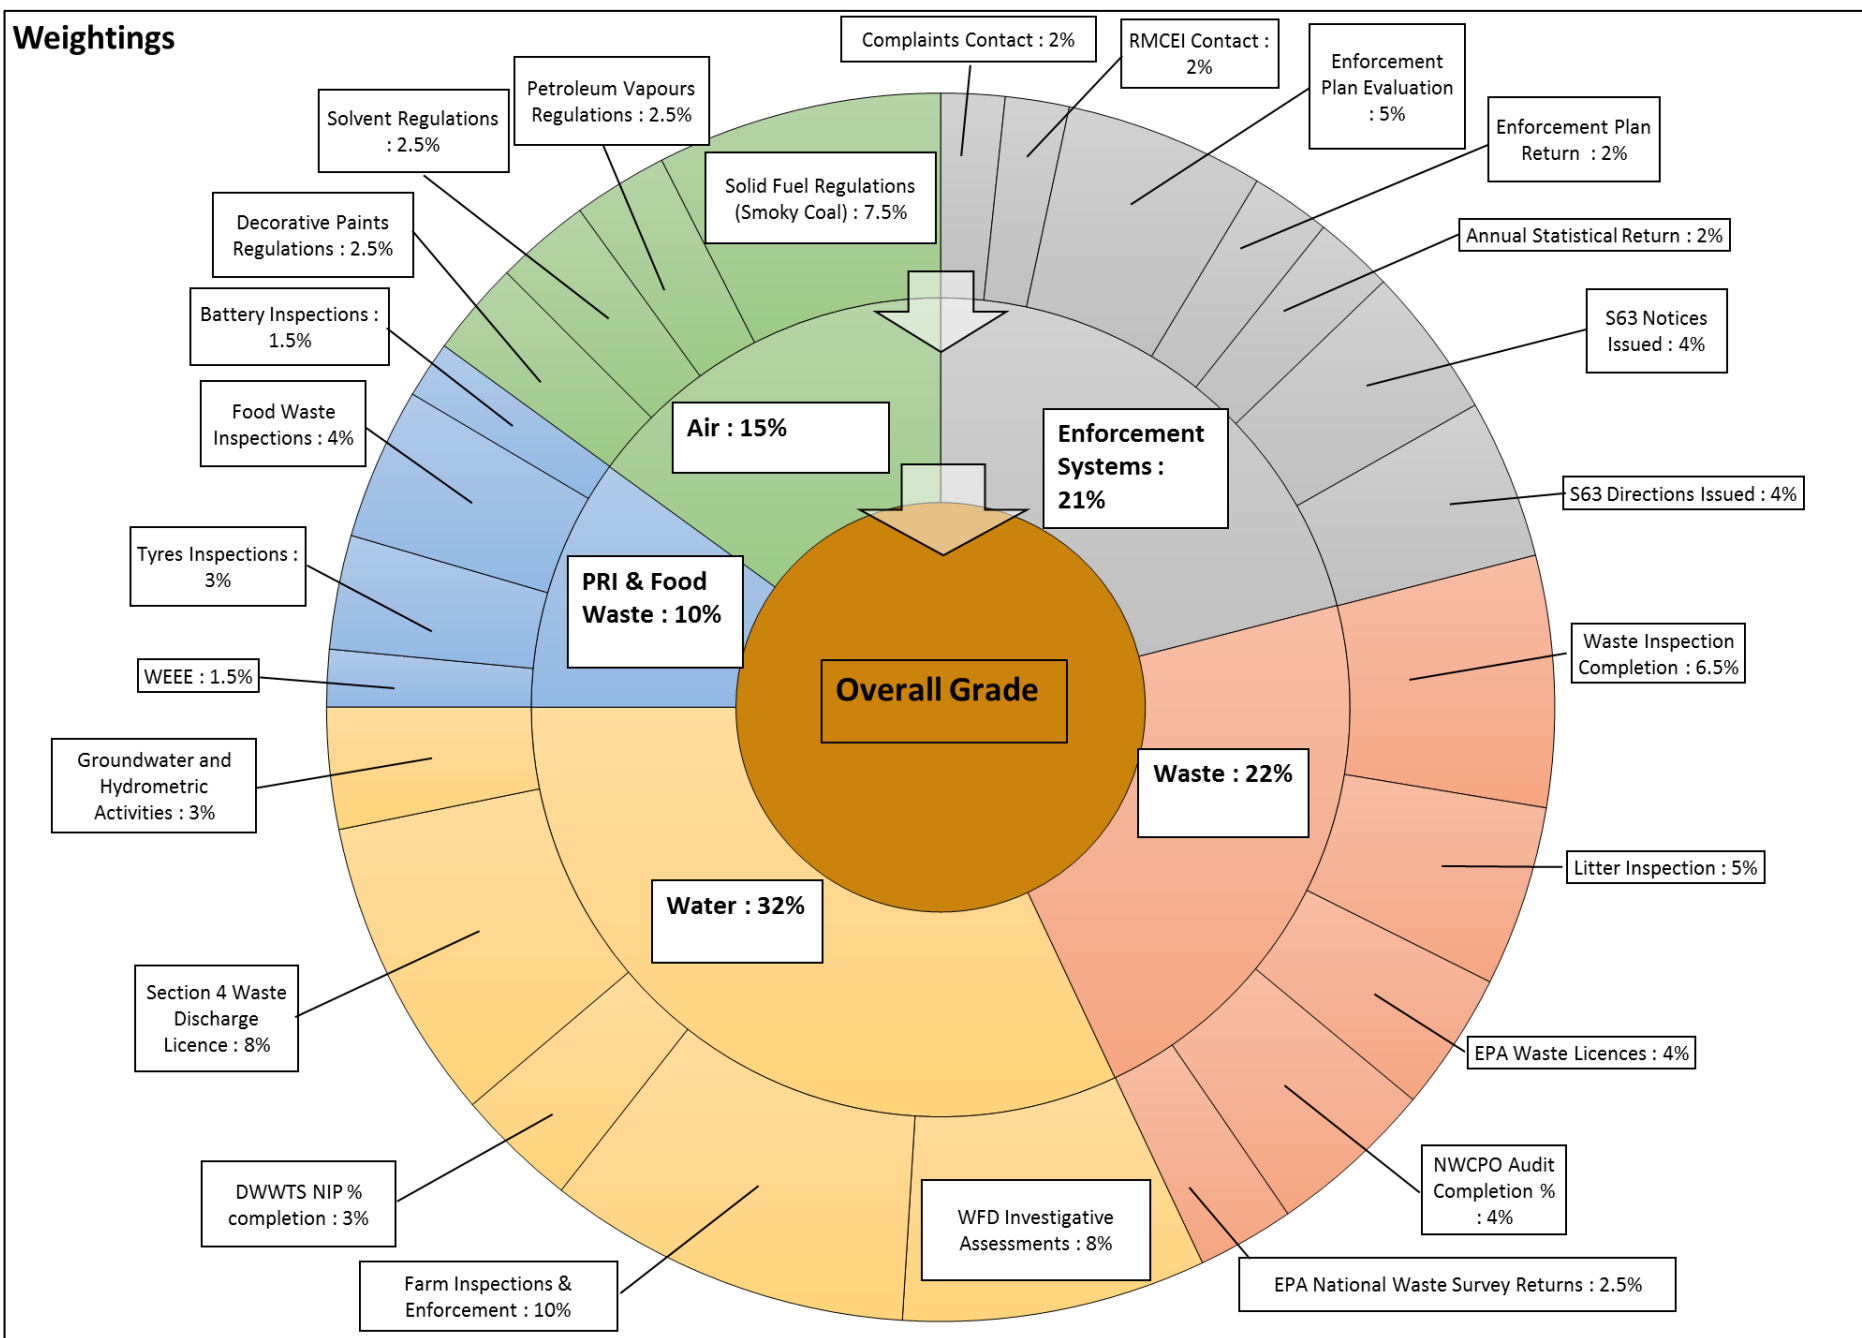 Weightings
Complaints Contact : 2%
RMCEI Contact :
2%
Enforcement
Plan Evaluation
: 5%
Enforcement Plan
Return : 2%
Annual Statistical Return : 2%
S63 Notices
Issued : 4%
S63 Directions Issued : 4%
Waste Inspection
Completion : 6.5%
Litter Inspection : 5%
EPA Waste Licences : 4%
NWCPO Audit
Completion %
: 4%
EPA National Waste Survey Returns : 2.5%
WFD Investigative
Assessments : 8%
Farm Inspections &
Enforcement : 10%
DWWTS NIP %
completion : 3%
Section 4 Waste
Discharge
Licence : 8%
Groundwater and
Hydrometric
Activities : 3%
WEEE : 1.5%
Tyres Inspections :
3%
Food Waste
Inspections : 4%
Battery Inspections :
1.5%
Decorative Paints
Regulations : 2.5%
Solvent Regulations
: 2.5%
Petroleum Vapours
Regulations : 2.5%
Solid Fuel Regulations
(Smoky Coal) : 7.5%
Air : 15%
Enforcement
Systems :
21%
PRI & Food
Waste : 10%
Waste : 22%
Water : 32%
Overall Grade